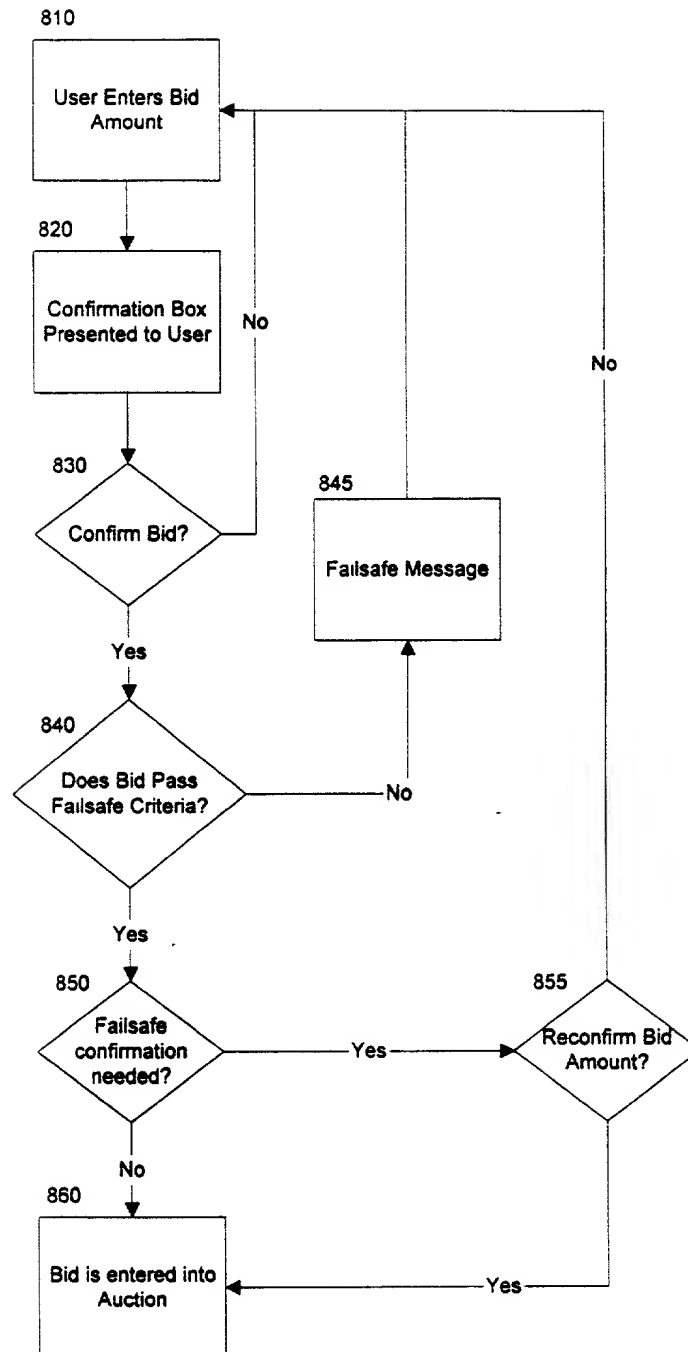 810
User Enters Bid
Amount
820
Confirmation Box
Presented to User
No
No
830
Confirm Bid?
845
Failsafe Message
Yes
840
Does Bid Pass
Failsafe Criteria?
No
Yes
850
Failsafe
confirmation
needed?
Yes
855
Reconfirm Bid
Amount?
No
860
Bid is entered into
Auction
Yes